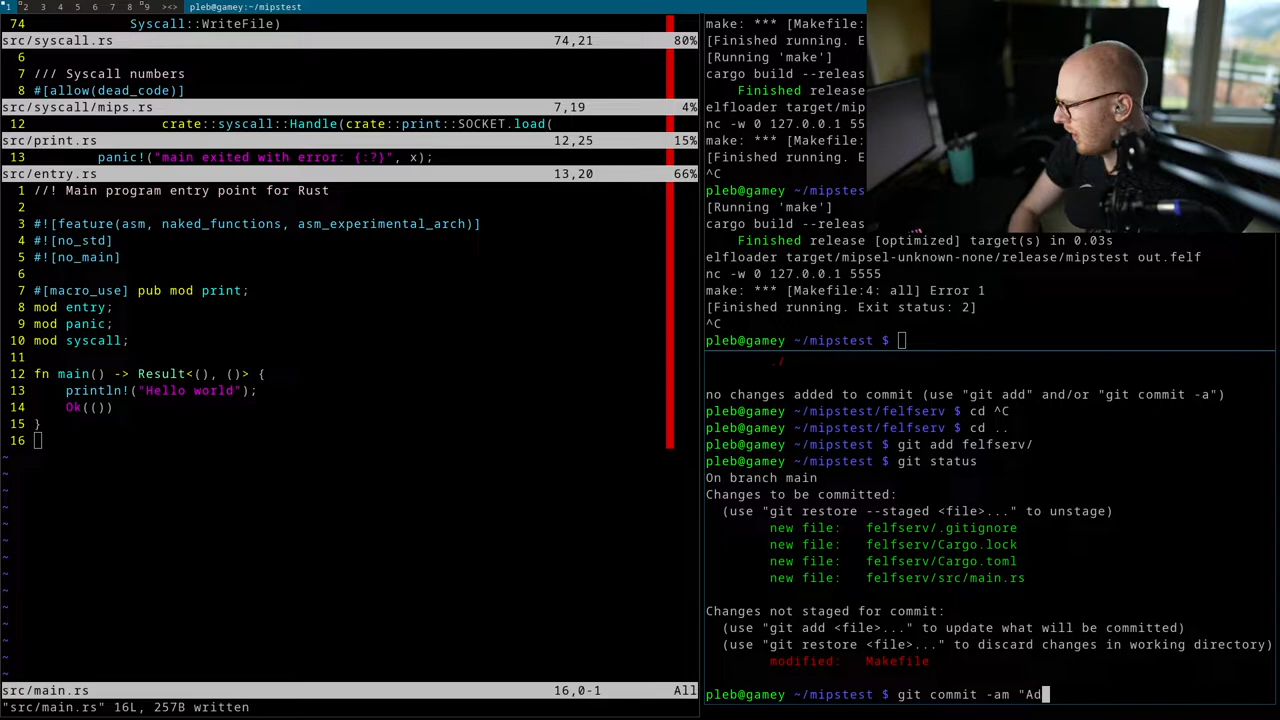 1 2 3 4 5 6 7 8 9 ><> pleb@gamey:~/mipstest
74 Syscall::WriteFile)
src/syscall.rs 74,21 80%
6
7 /// Syscall numbers
8 #[allow(dead_code)]
src/syscall/mips.rs 7,19 4%
12 crate::syscall::Handle(crate::print::SOCKET.load(
src/print.rs 12,25 15%
13 panic!("main exited with error: {:?}", x);
src/entry.rs 13,20 66%
1 //! Main program entry point for Rust
2
3 #![feature(asm, naked_functions, asm_experimental_arch)]
4 #![no_std]
5 #![no_main]
6
7 #[macro_use] pub mod print;
8 mod entry;
9 mod panic;
10 mod syscall;
11
12 fn main() -> Result<(), ()> {
13 println!("Hello world");
14 Ok(())
15 }
16
~
~
~
~
~
~
~
~
~
~
~
~
~
~
src/main.rs 16,0-1 All
"src/main.rs" 16L, 257B written
make: *** [Makefile:
[Finished running. E
[Running 'make']
cargo build --releas
Finished release
elfloader target/mip
nc -w 0 127.0.0.1 55
make: *** [Makefile:
[Finished running. E
^C
pleb@gamey ~/mipstes
[Running 'make']
cargo build --releas
Finished release [optimized] target(s) in 0.03s
elfloader target/mipsel-unknown-none/release/mipstest out.felf
nc -w 0 127.0.0.1 5555
make: *** [Makefile:4: all] Error 1
[Finished running. Exit status: 2]
^C
pleb@gamey ~/mipstest $
./
no changes added to commit (use "git add" and/or "git commit -a")
pleb@gamey ~/mipstest/felfserv $ cd ^C
pleb@gamey ~/mipstest/felfserv $ cd ..
pleb@gamey ~/mipstest $ git add felfserv/
pleb@gamey ~/mipstest $ git status
On branch main
Changes to be committed:
(use "git restore --staged <file>..." to unstage)
new file: felfserv/.gitignore
new file: felfserv/Cargo.lock
new file: felfserv/Cargo.toml
new file: felfserv/src/main.rs
Changes not staged for commit:
(use "git add <file>..." to update what will be committed)
(use "git restore <file>..." to discard changes in working directory)
modified: Makefile
pleb@gamey ~/mipstest $ git commit -am "Ad